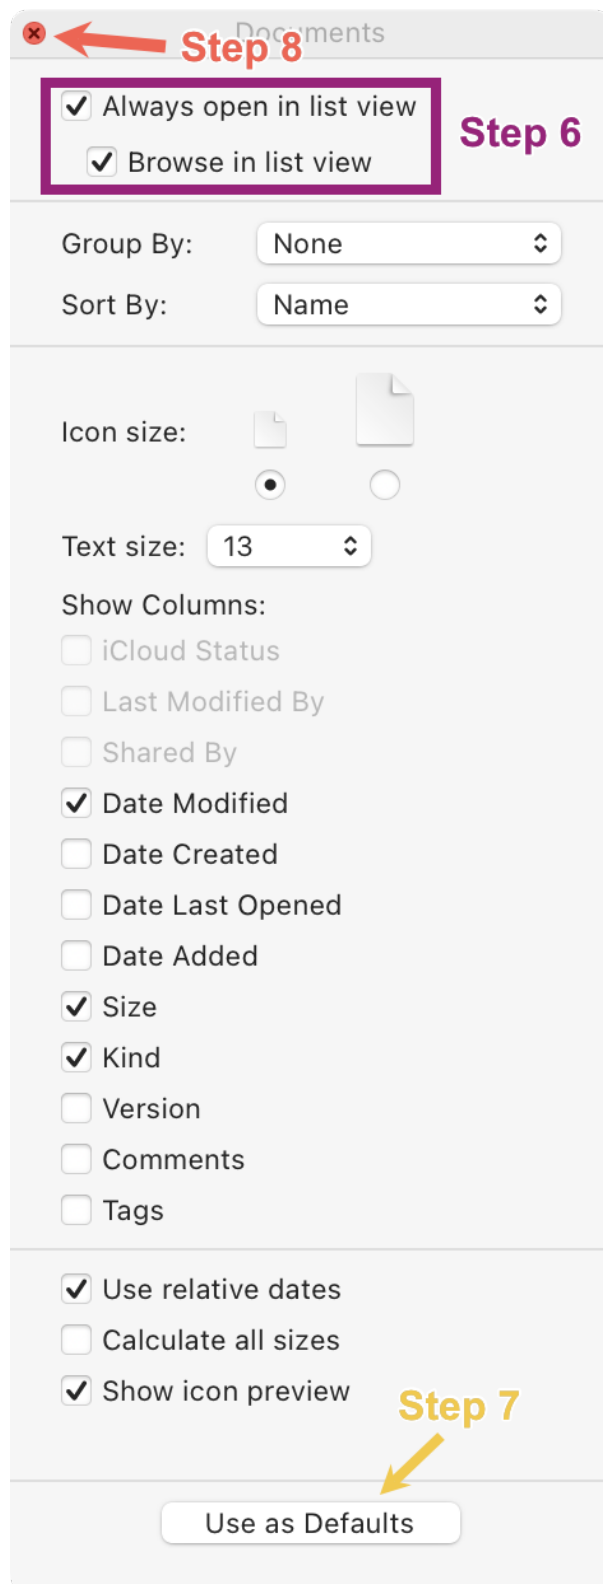 Documents
Step 8
Always open in list view
Step 6
Browse in list view
Group By: None
Sort By: Name
Icon size:
Text size: 13
Show Columns:
iCloud Status
Last Modified By
Shared By
Date Modified
Date Created
Date Last Opened
Date Added
Size
Kind
Version
Comments
Tags
Use relative dates
Calculate all sizes
Show icon preview
Step 7
Use as Defaults